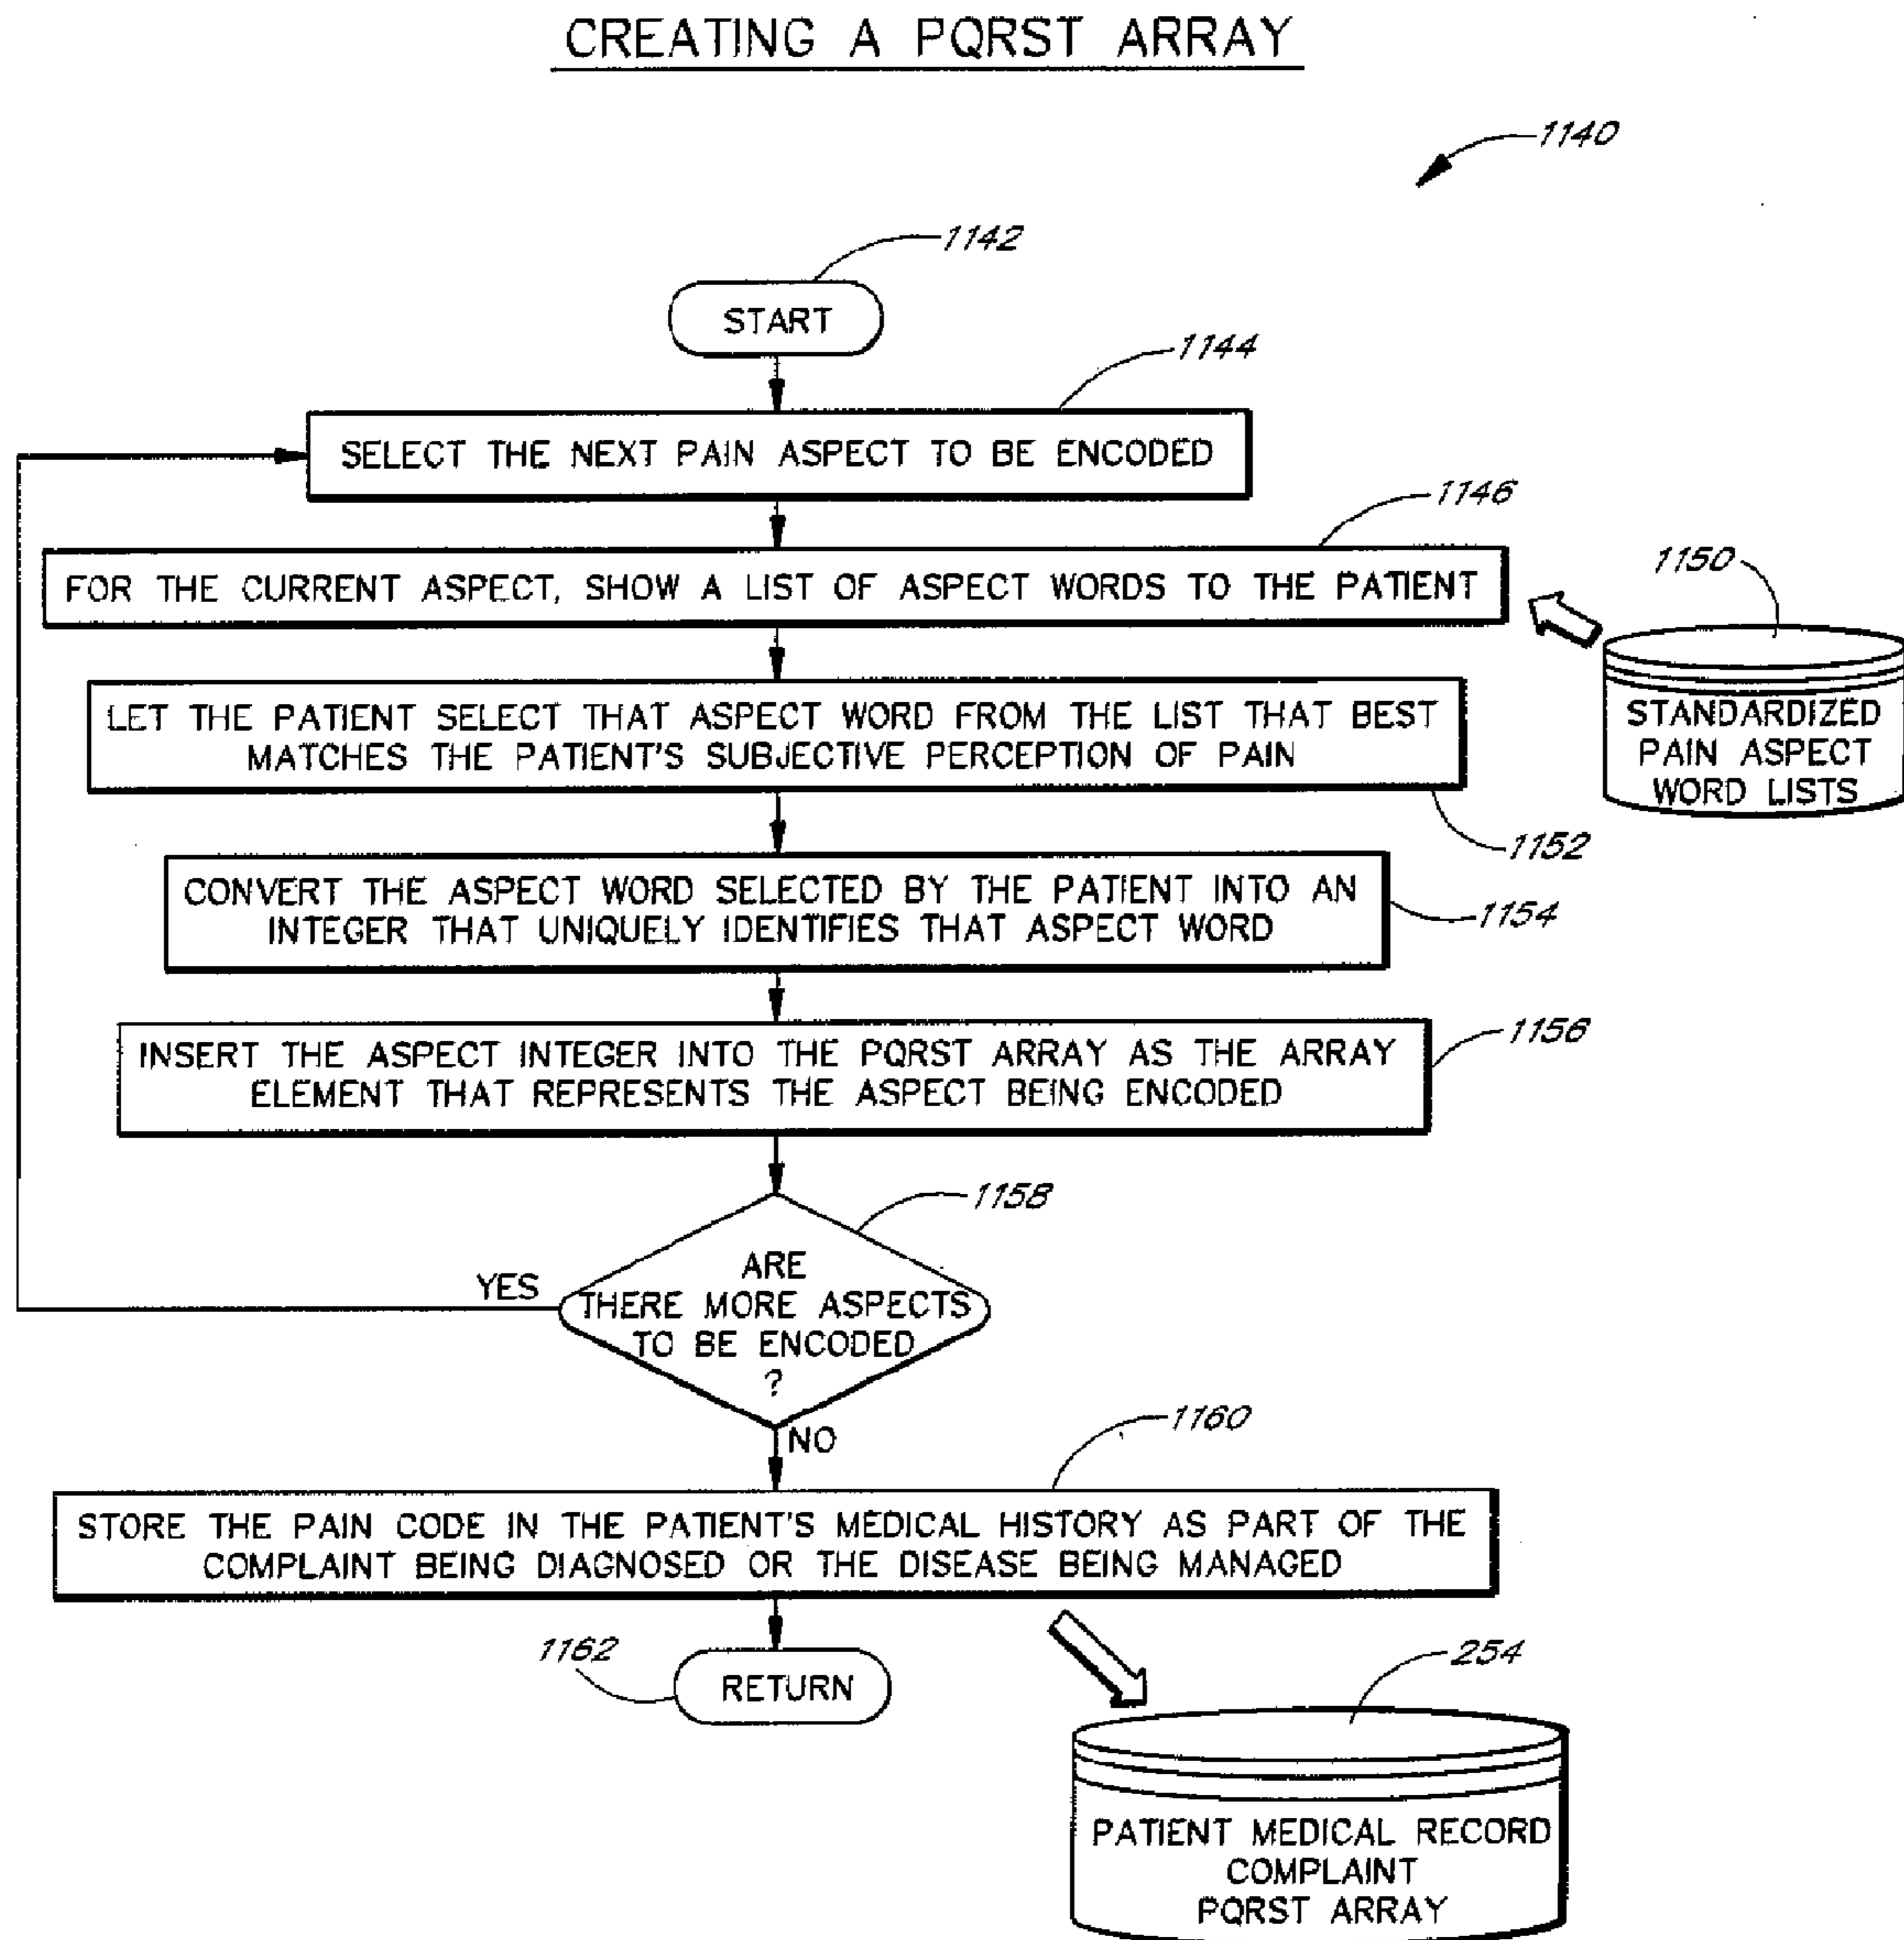 CREATING A PQRST ARRAY
1140
1142
START
1144
SELECT THE NEXT PAIN ASPECT TO BE ENCODED
1146
FOR THE CURRENT ASPECT, SHOW A LIST OF ASPECT WORDS TO THE PATIENT
1150
STANDARDIZED
PAIN ASPECT
WORD LISTS
LET THE PATIENT SELECT THAT ASPECT WORD FROM THE LIST THAT BEST
MATCHES THE PATIENT'S SUBJECTIVE PERCEPTION OF PAIN
1152
CONVERT THE ASPECT WORD SELECTED BY THE PATIENT INTO AN
INTEGER THAT UNIQUELY IDENTIFIES THAT ASPECT WORD
1154
INSERT THE ASPECT INTEGER INTO THE PQRST ARRAY AS THE ARRAY
ELEMENT THAT REPRESENTS THE ASPECT BEING ENCODED
1156
1158
ARE
THERE MORE ASPECTS
TO BE ENCODED
?
YES
NO
1160
STORE THE PAIN CODE IN THE PATIENT'S MEDICAL HISTORY AS PART OF THE
COMPLAINT BEING DIAGNOSED OR THE DISEASE BEING MANAGED
1162
RETURN
254
PATIENT MEDICAL RECORD
COMPLAINT
PQRST ARRAY